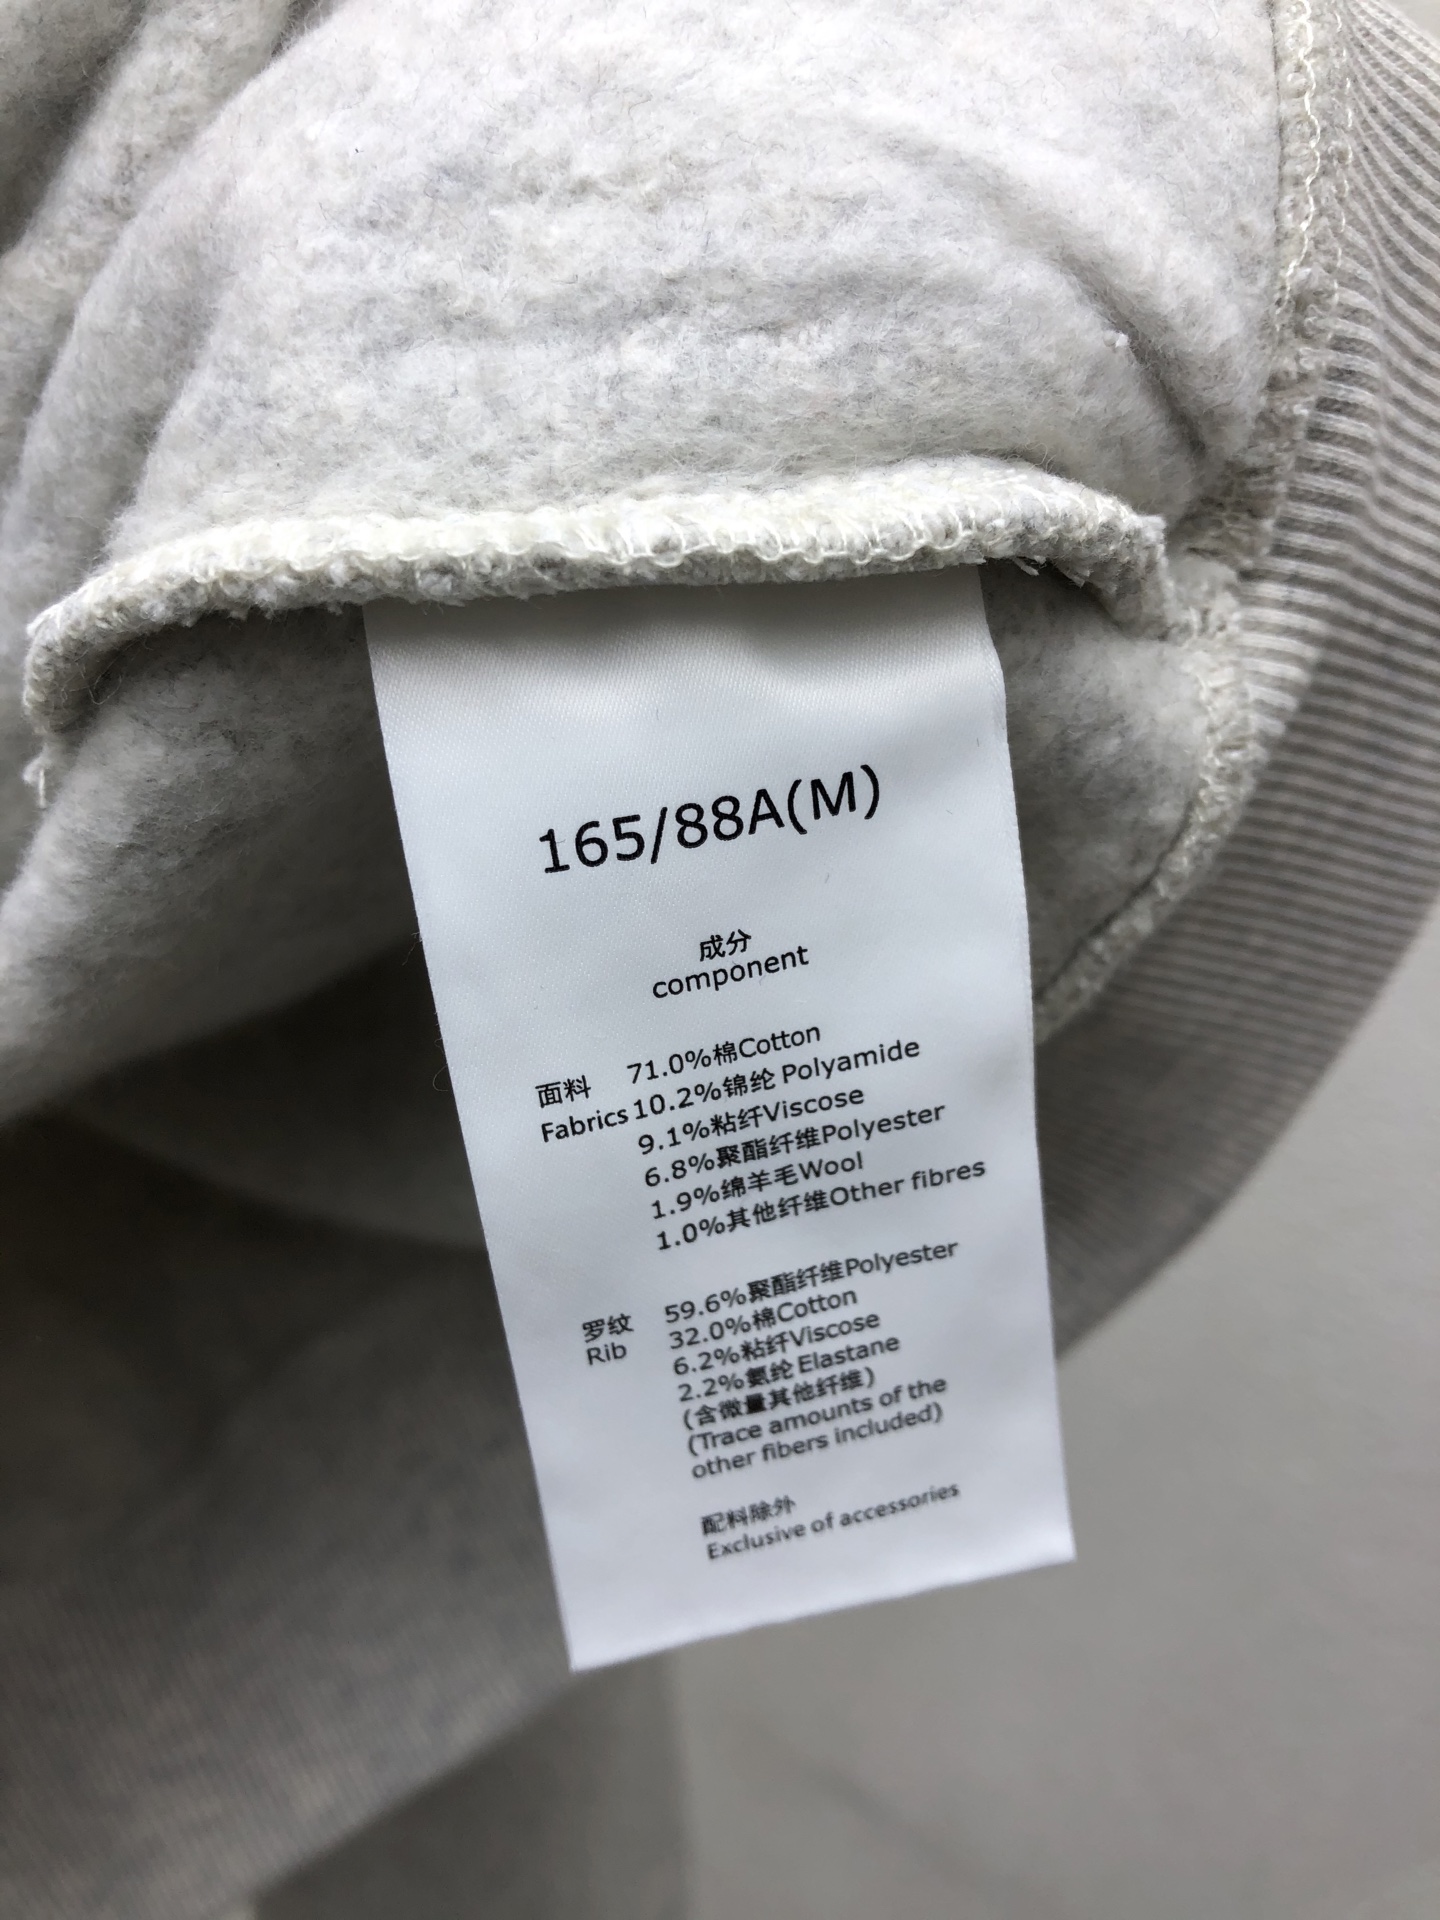 165/88A(M)
成分
component
面料 71.0%棉Cotton
Fabrics 10.2%锦纶 Polyamide
9.1%粘纤Viscose
6.8%聚酯纤维Polyester
1.9%绵羊毛Wool
1.0%其他纤维Other fibres
59.6%聚酯纤维Polyester
罗纹 32.0%棉Cotton
Rib 6.2%粘纤Viscose
2.2%氨纶 Elastane
(含微量其他纤维)
(Trace amounts of the
other fibers included)
配料除外
Exclusive of accessories